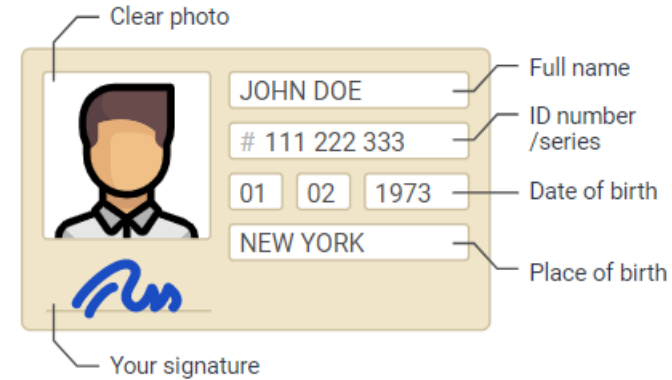 Clear photo
JOHN DOE
Full name
# 111 222 333
ID number
/series
01 02 1973
Date of birth
NEW YORK
Place of birth
Your signature